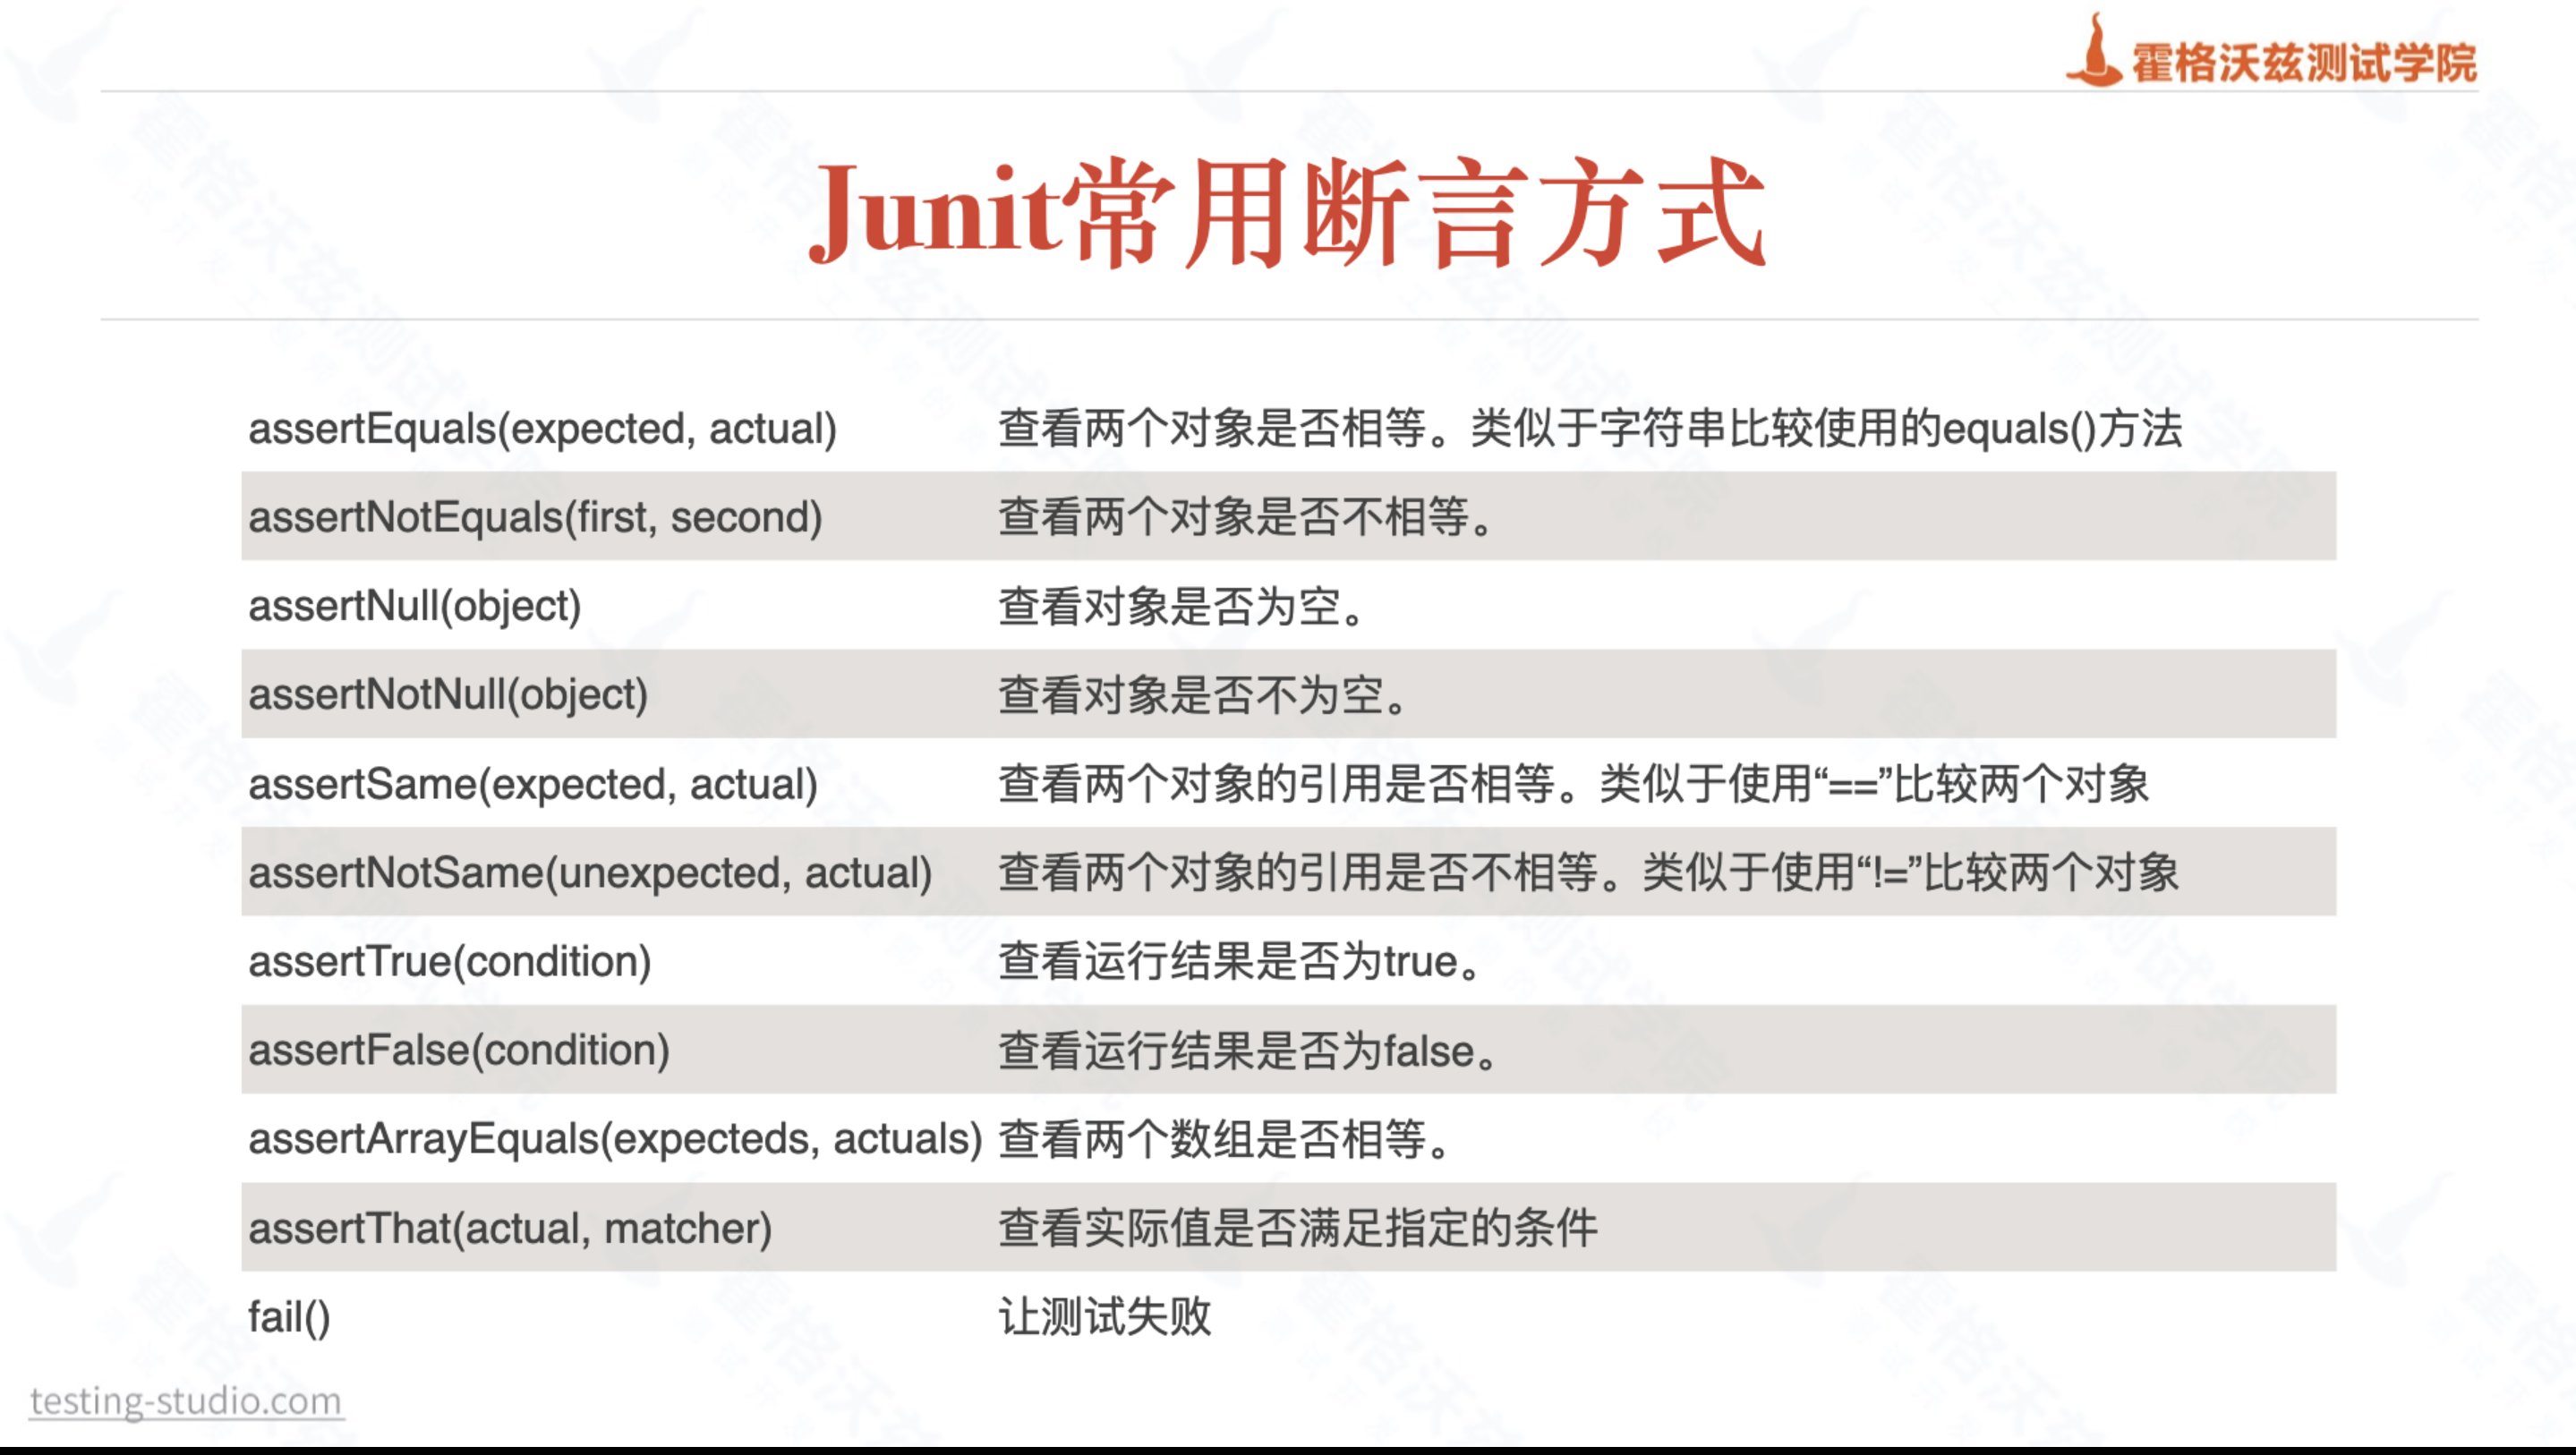 霍格沃兹测试学院
Junit常用断言方式
assertEquals(expected, actual) 查看两个对象是否相等。类似于字符串比较使用的equals()方法
assertNotEquals(first, second) 查看两个对象是否不相等。
assertNull(object) 查看对象是否为空。
assertNotNull(object) 查看对象是否不为空。
assertSame(expected, actual) 查看两个对象的引用是否相等。类似于使用“==”比较两个对象
assertNotSame(unexpected, actual) 查看两个对象的引用是否不相等。类似于使用“!=”比较两个对象
assertTrue(condition) 查看运行结果是否为true。
assertFalse(condition) 查看运行结果是否为false。
assertArrayEquals(expecteds, actuals) 查看两个数组是否相等。
assertThat(actual, matcher) 查看实际值是否满足指定的条件
fail() 让测试失败
testing-studio.com